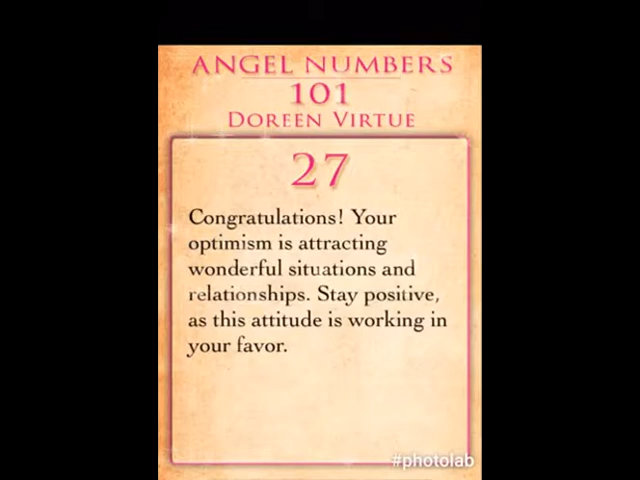 ANGEL NUMBERS
101
DOREEN VIRTUE
27
Congratulations! Your
optimism is attracting
wonderful situations and
relationships. Stay positive,
as this attitude is working in
your favor.
#photolab